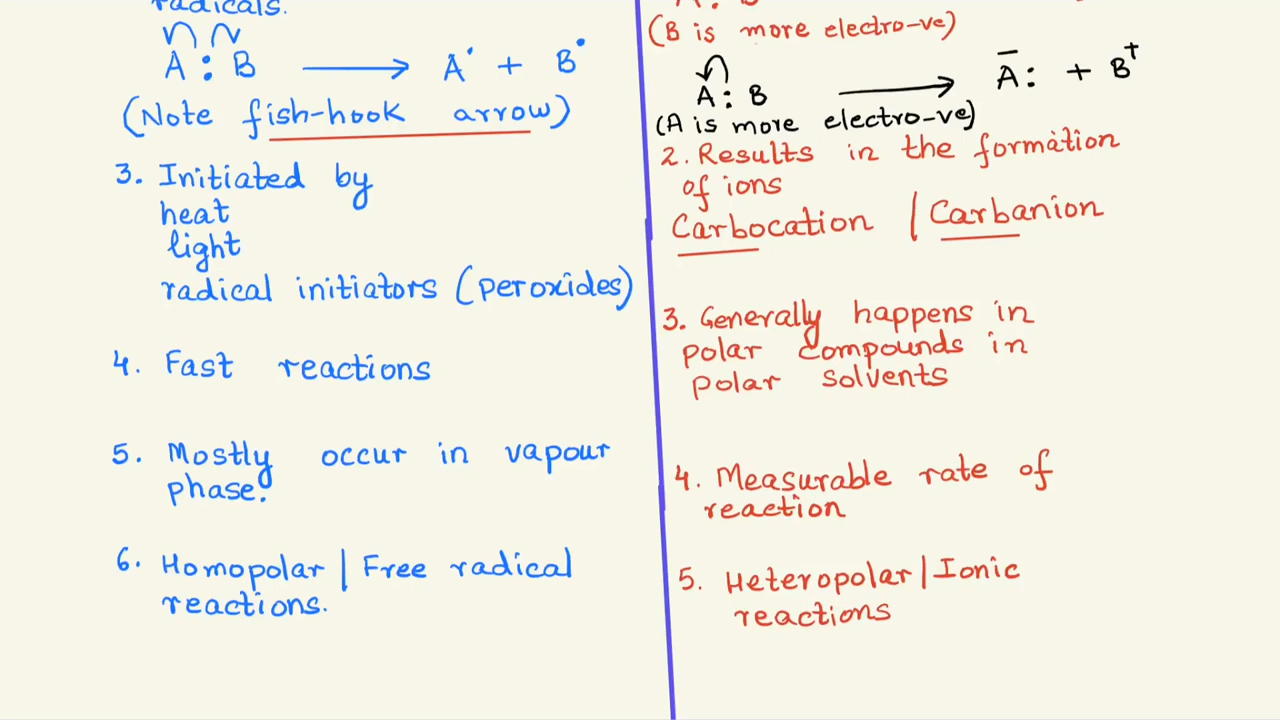 radicals.
A : B ⟶ A˙ + B˙
(Note fish-hook arrow)
3. Initiated by
heat
light
radical initiators (peroxides)
4. Fast reactions
5. Mostly occur in vapour
phase.
6. Homopolar | Free radical
reactions.
(B is more electro-ve)
A : B ⟶ A̅ : + B⁺
(A is more electro-ve)
2. Results in the formation
of ions
Carbocation | Carbanion
3. Generally happens in
polar compounds in
polar solvents
4. Measurable rate of
reaction
5. Heteropolar | Ionic
reactions